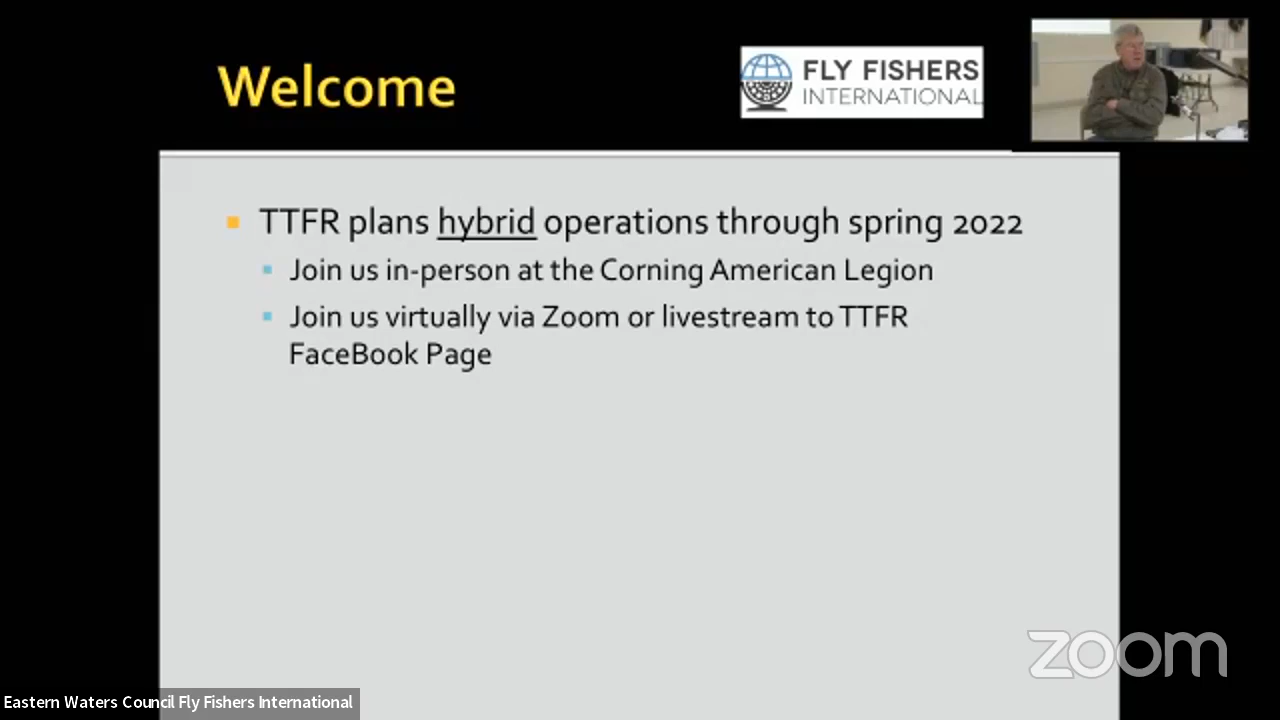 Welcome
FLY FISHERS
INTERNATIONAL
TTFR plans hybrid operations through spring 2022
Join us in-person at the Corning American Legion
Join us virtually via Zoom or livestream to TTFR
FaceBook Page
zoom
Eastern Waters Council Fly Fishers International